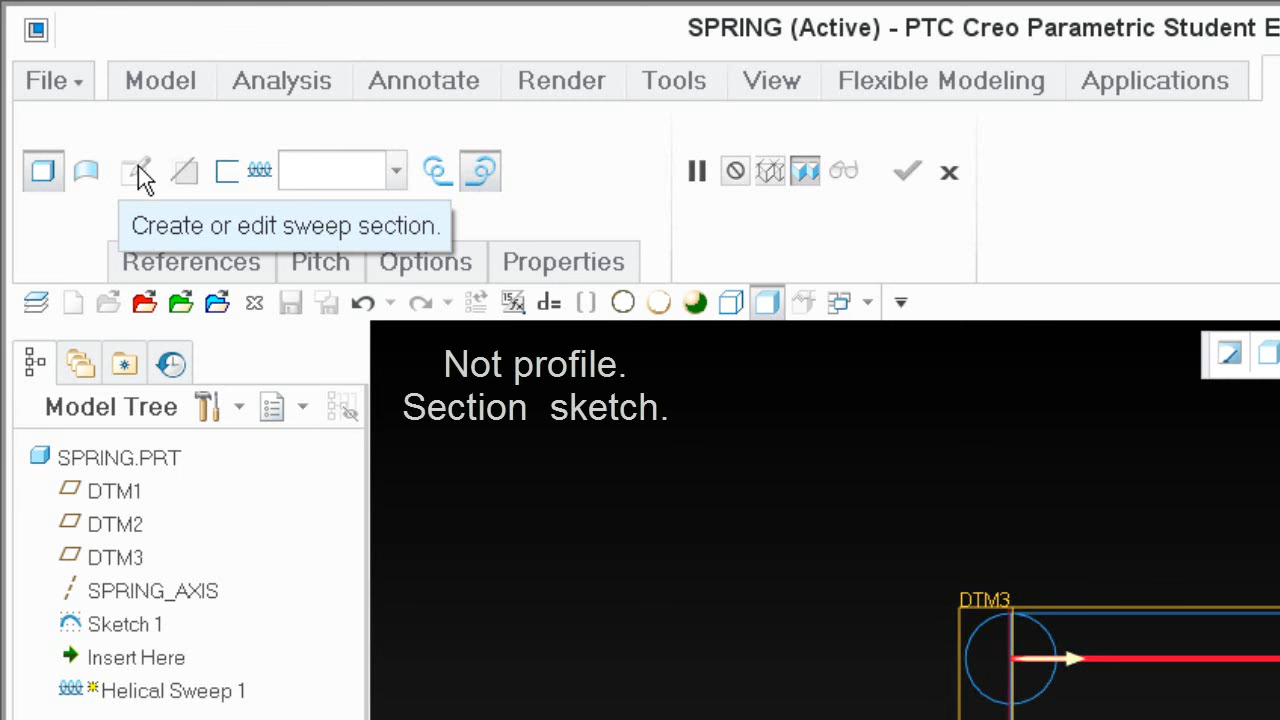 SPRING (Active) - PTC Creo Parametric Student E
File Model Analysis Annotate Render Tools View Flexible Modeling Applications
Create or edit sweep section.
References Pitch Options Properties
d=
Not profile.
Section sketch.
Model Tree
SPRING.PRT
DTM1
DTM2
DTM3
SPRING_AXIS
Sketch 1
Insert Here
Helical Sweep 1
DTM3